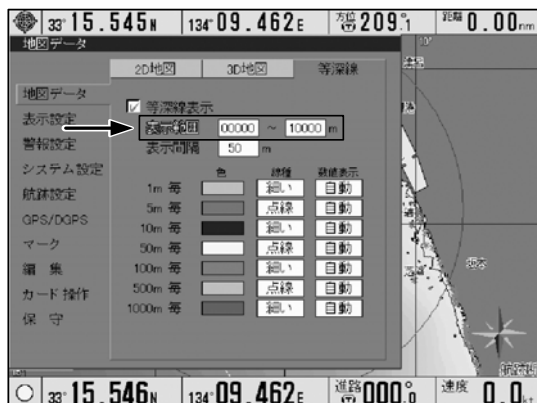 33°15.545N 134°09.462E 方位 209.1° 距離 0.00nm
地図データ
2D地図 3D地図 等深線
地図データ
表示設定
警報設定
システム設定
航跡設定
GPS/DGPS
マーク
編 集
カード操作
保 守
等深線表示
表示範囲 00000 ～ 10000 m
表示間隔 50 m
色 線種 数値表示
1m 毎 細い 自動
5m 毎 点線 自動
10m 毎 細い 自動
50m 毎 点線 自動
100m 毎 細い 自動
500m 毎 点線 自動
1000m 毎 細い 自動
10'
33°15.546N 134°09.462E 進路 000.° 速度 0.0kt